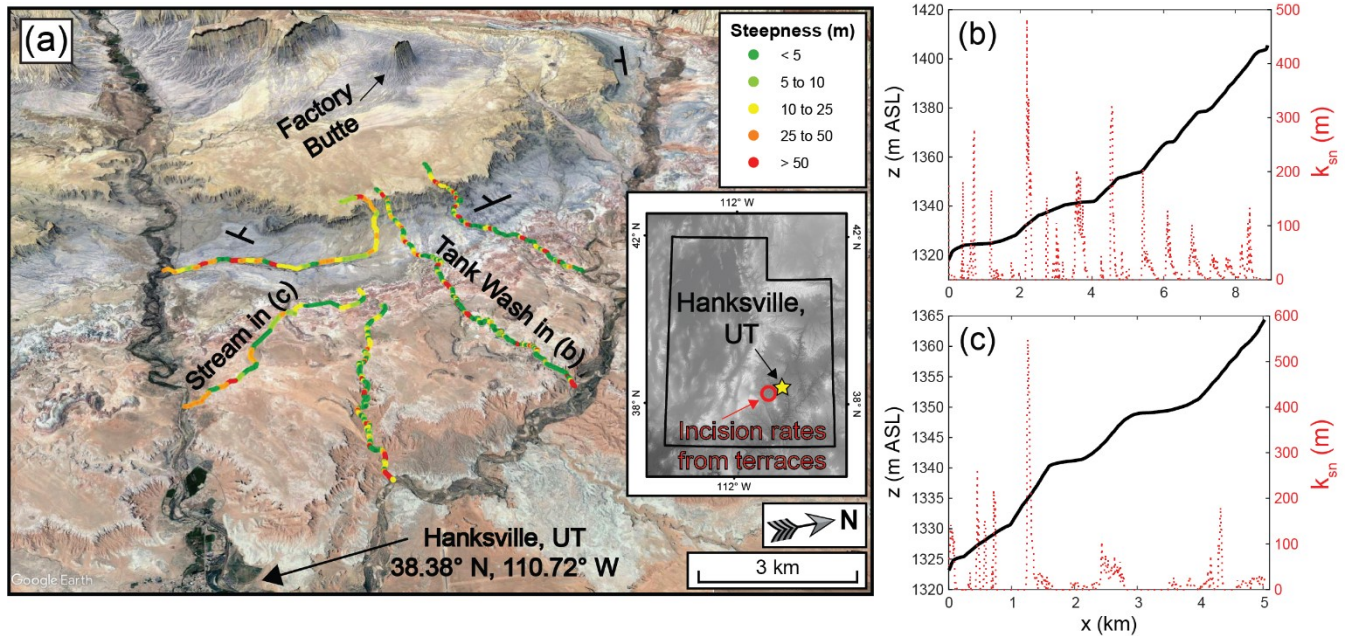 (a)
Factory
Butte
Steepness (m)
< 5
5 to 10
10 to 25
25 to 50
> 50
Stream in (c)
Tank Wash in (b)
112° W
42° N
42° N
Hanksville,
UT
38° N
38° N
Incision rates
from terraces
112° W
N
3 km
Hanksville, UT
38.38° N, 110.72° W
Google Earth
(b)
z (m ASL)
1420
1400
1380
1360
1340
1320
0
2
4
6
8
500
400
300
200
100
0
ksn (m)
(c)
z (m ASL)
1365
1360
1355
1350
1345
1340
1335
1330
1325
1320
0
1
2
3
4
5
x (km)
600
500
400
300
200
100
0
ksn (m)